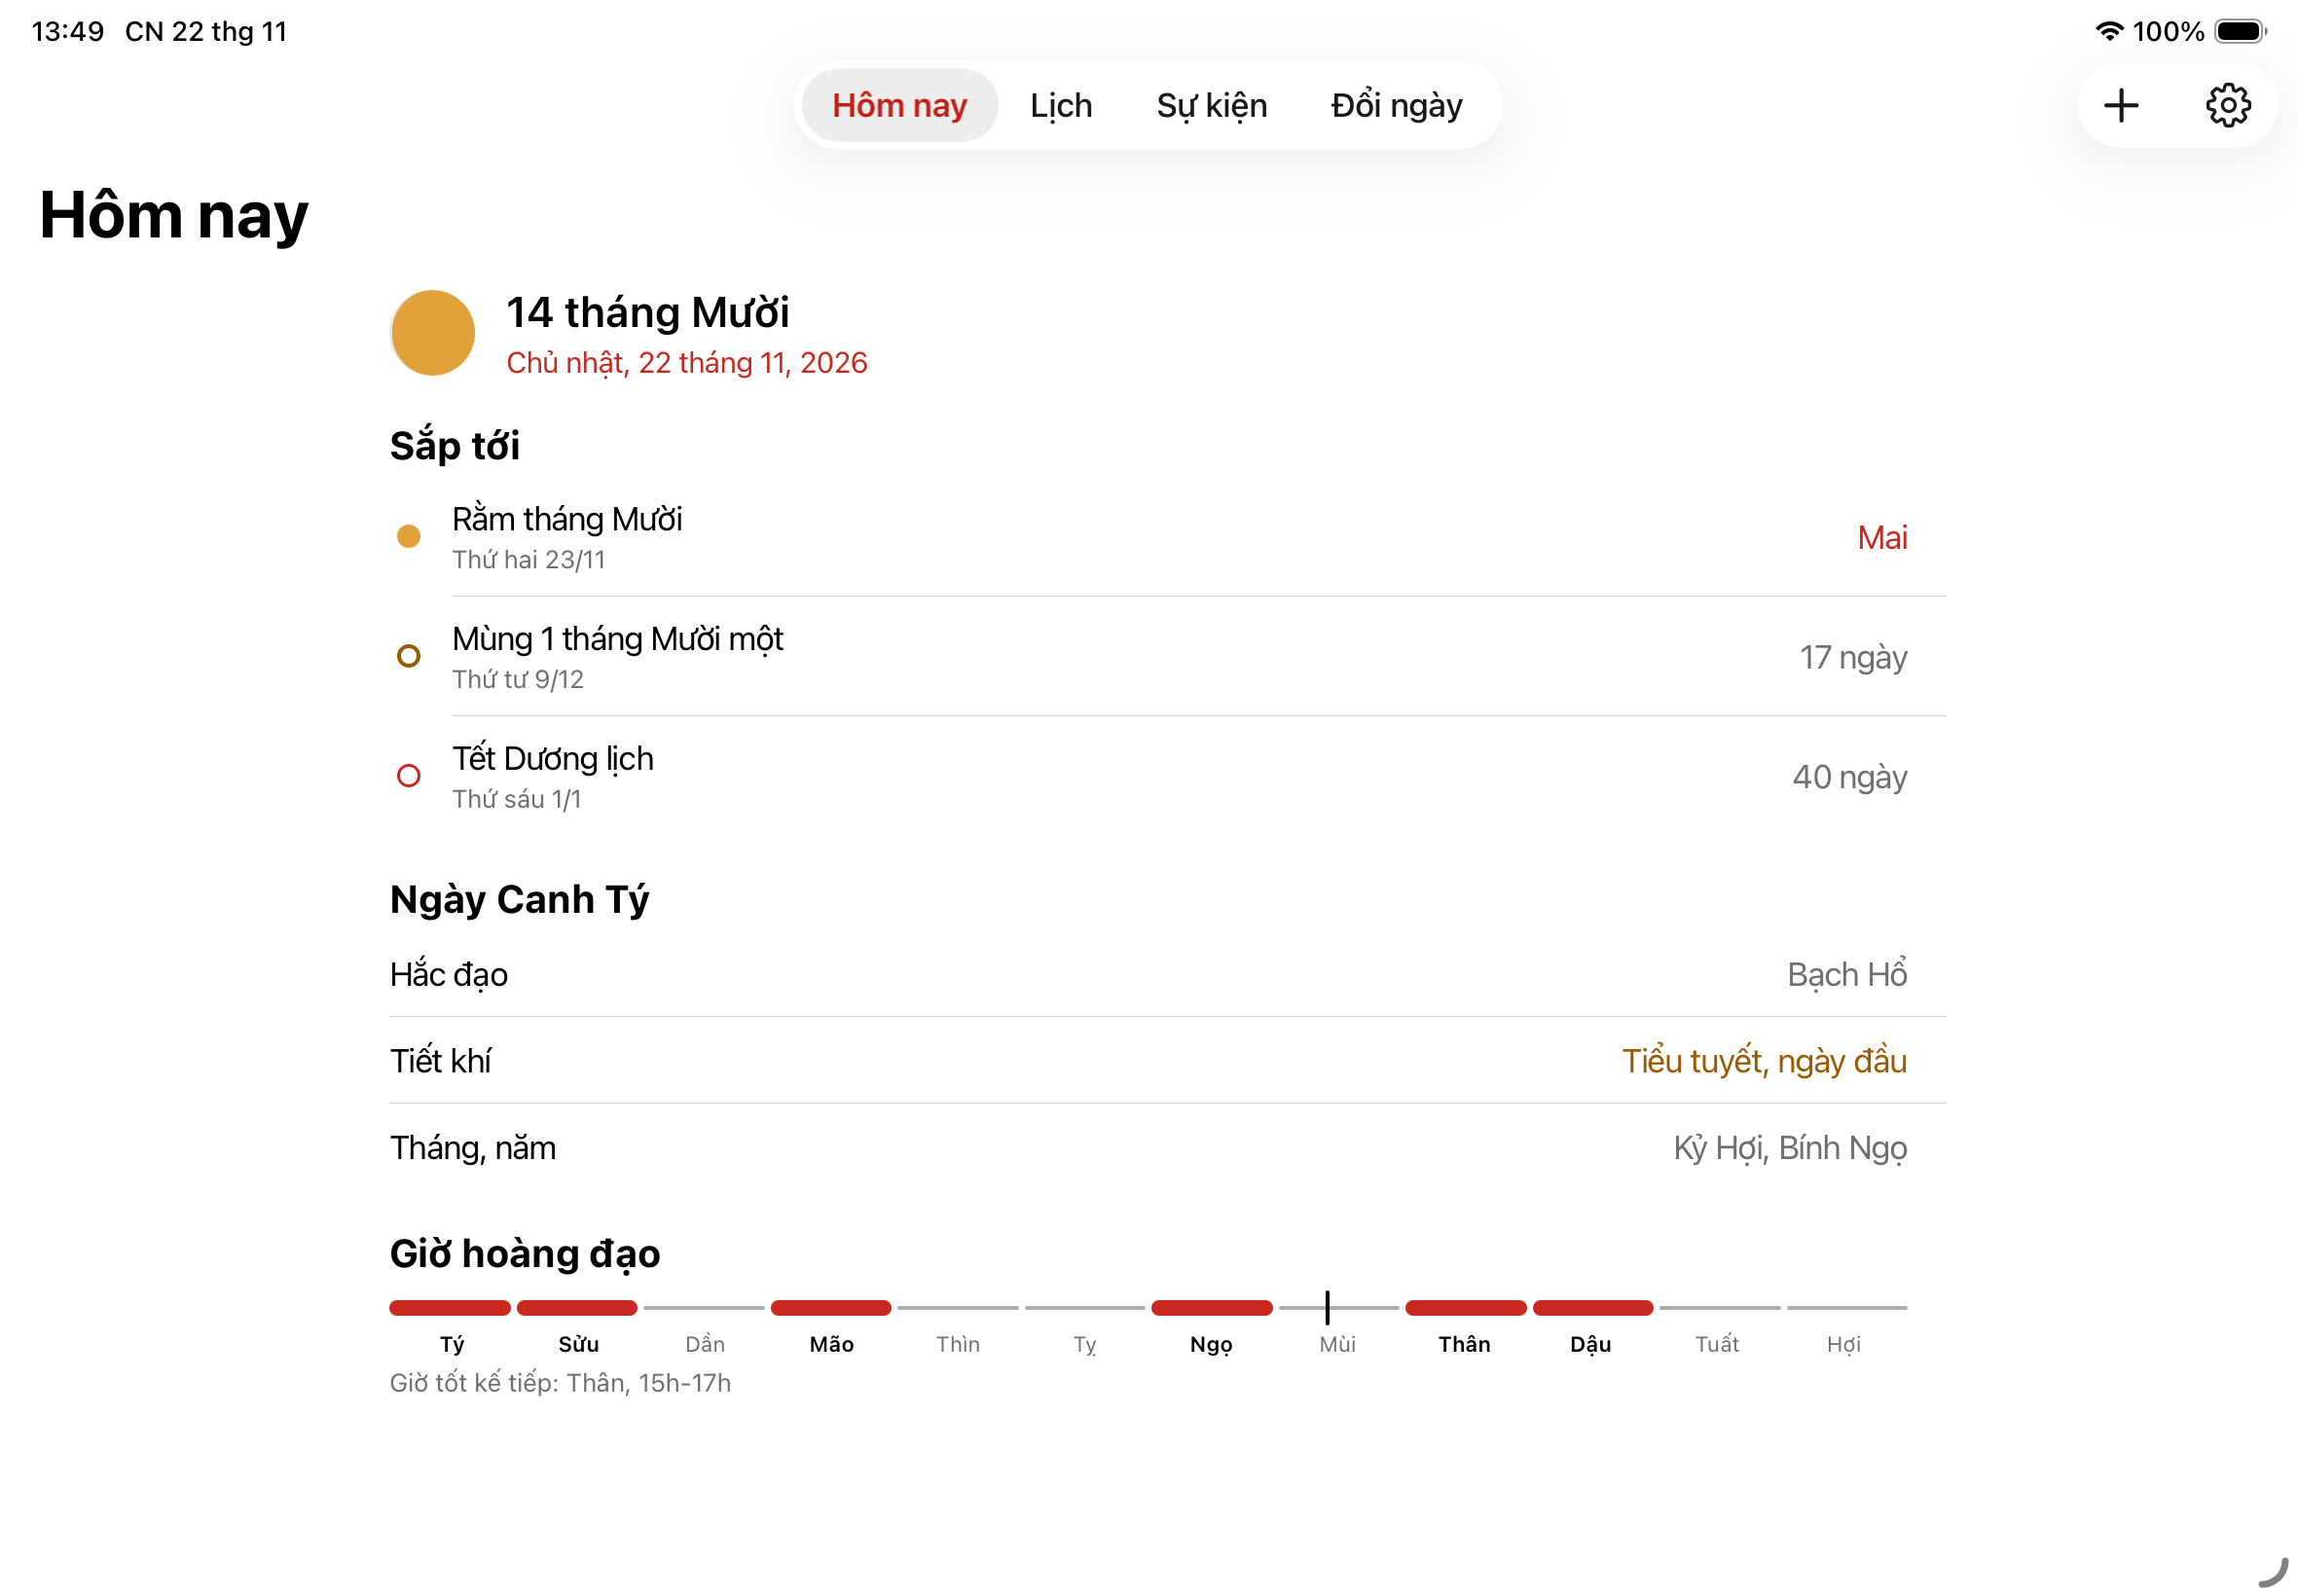 13:49 CN 22 thg 11
100%
Hôm nay Lịch Sự kiện Đổi ngày
Hôm nay
14 tháng Mười
Chủ nhật, 22 tháng 11, 2026
Sắp tới
Rằm tháng Mười
Thứ hai 23/11
Mai
Mùng 1 tháng Mười một
Thứ tư 9/12
17 ngày
Tết Dương lịch
Thứ sáu 1/1
40 ngày
Ngày Canh Tý
Hắc đạo Bạch Hổ
Tiết khí Tiểu tuyết, ngày đầu
Tháng, năm Kỷ Hợi, Bính Ngọ
Giờ hoàng đạo
Tý Sửu Dần Mão Thìn Tỵ Ngọ Mùi Thân Dậu Tuất Hợi
Giờ tốt kế tiếp: Thân, 15h-17h